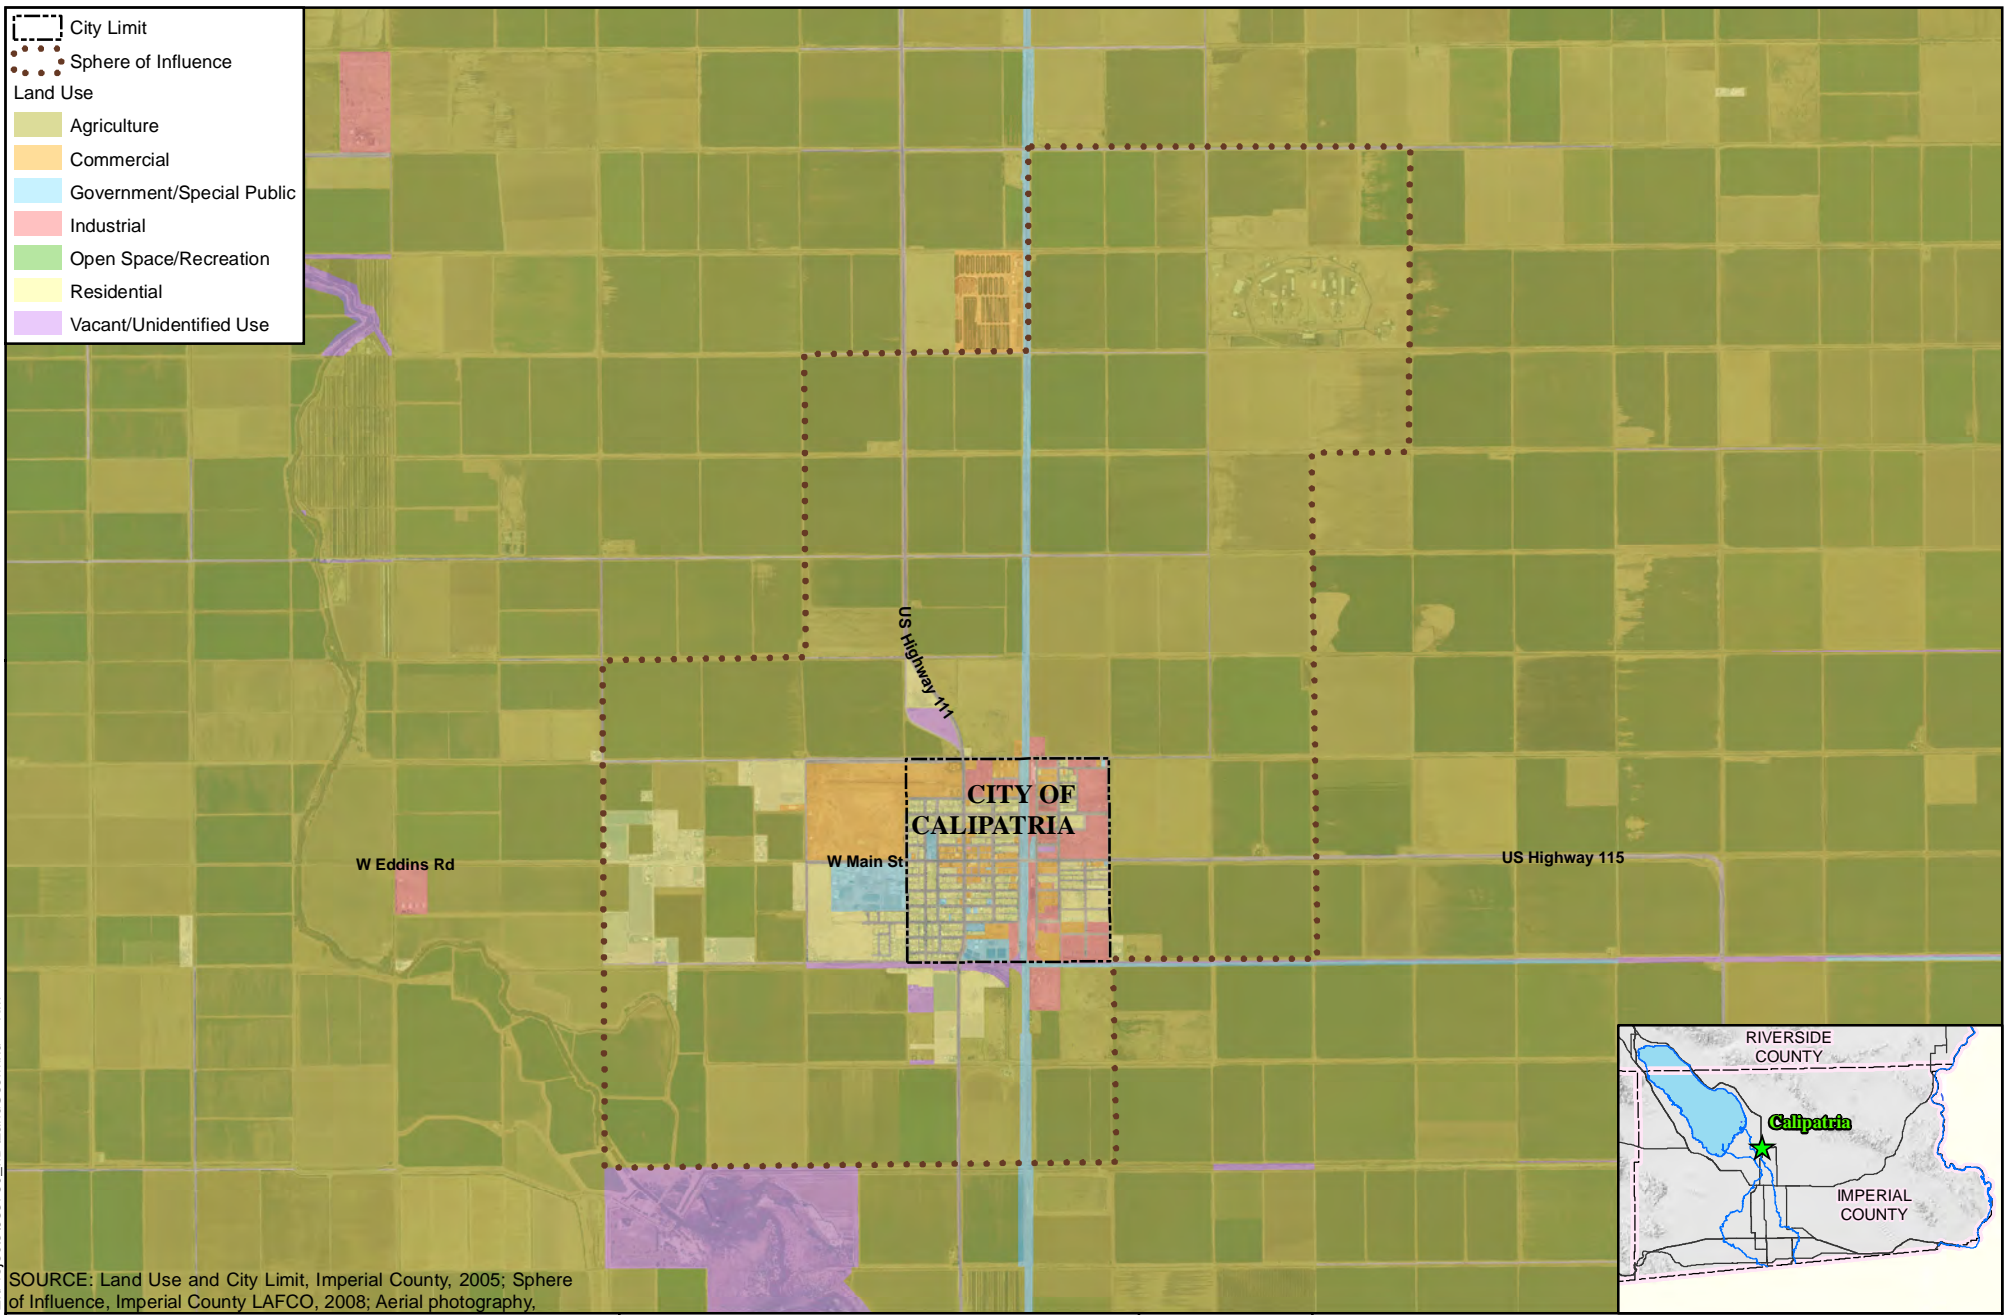 City Limit
Sphere of Influence
Land Use
Agriculture
Commercial
Government/Special Public
Industrial
Open Space/Recreation
Residential
Vacant/Unidentified Use
US Highway 111
CITY OF
CALIPATRIA
W Main St
W Eddins Rd
US Highway 115
RIVERSIDE
COUNTY
Calipatria
IMPERIAL
COUNTY
SOURCE: Land Use and City Limit, Imperial County, 2005; Sphere
of Influence, Imperial County LAFCO, 2008; Aerial photography,